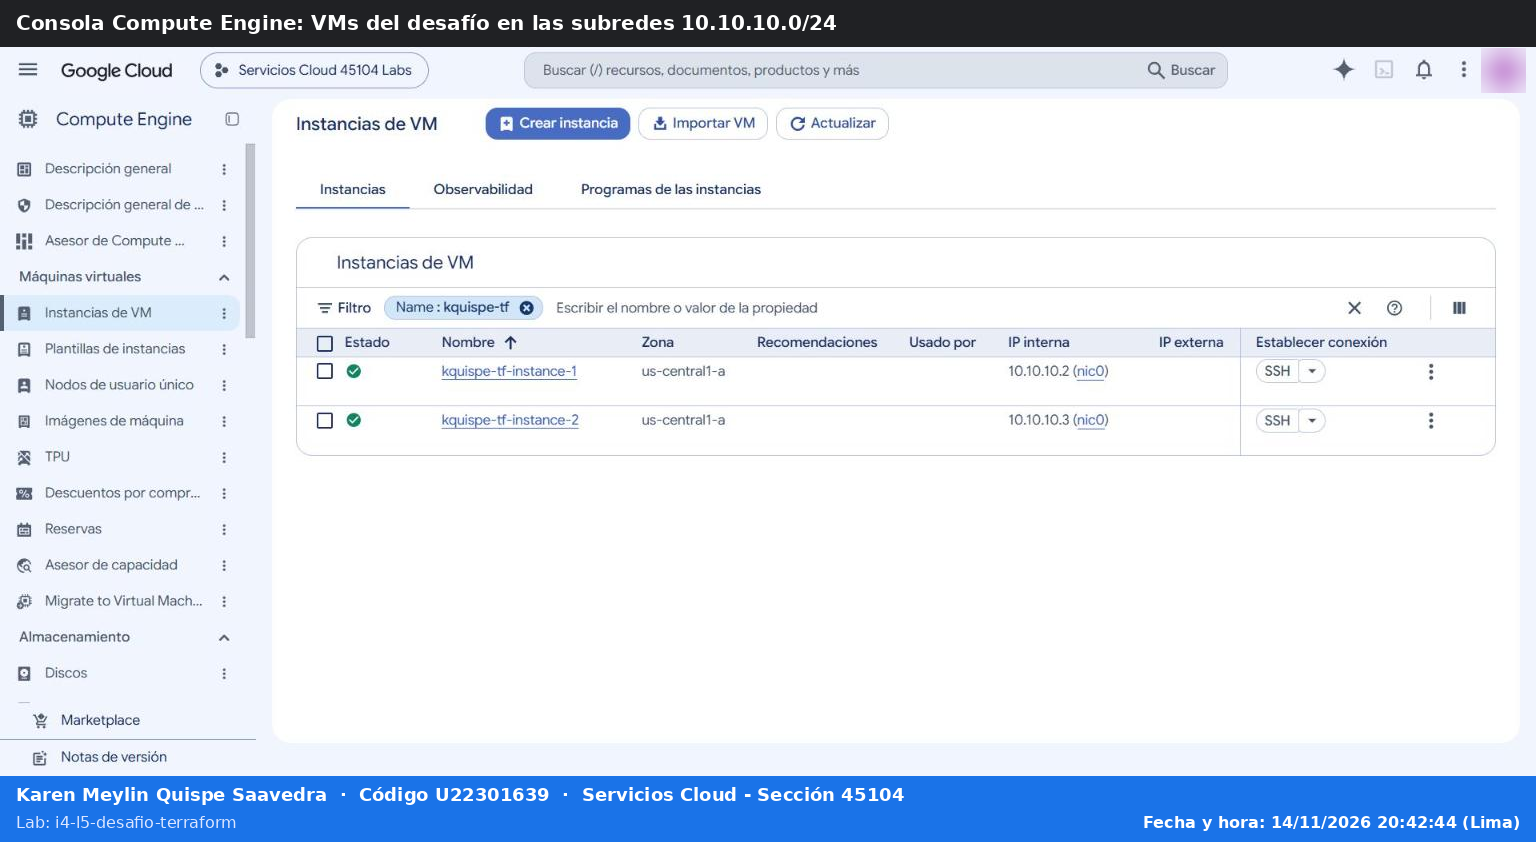 Consola Compute Engine: VMs del desafío en las subredes 10.10.10.0/24
Google Cloud
Servicios Cloud 45104 Labs
Buscar (/) recursos, documentos, productos y más
Buscar
Compute Engine
Descripción general
Descripción general de ...
Asesor de Compute ...
Máquinas virtuales
Instancias de VM
Plantillas de instancias
Nodos de usuario único
Imágenes de máquina
TPU
Descuentos por compr...
Reservas
Asesor de capacidad
Migrate to Virtual Mach...
Almacenamiento
Discos
Marketplace
Notas de versión
Instancias de VM
Crear instancia
Importar VM
Actualizar
Instancias
Observabilidad
Programas de las instancias
Instancias de VM
Filtro
Name : kquispe-tf
Escribir el nombre o valor de la propiedad
Estado Nombre Zona Recomendaciones Usado por IP interna IP externa Establecer conexión
kquispe-tf-instance-1 us-central1-a 10.10.10.2 (nic0) SSH
kquispe-tf-instance-2 us-central1-a 10.10.10.3 (nic0) SSH
Karen Meylin Quispe Saavedra · Código U22301639 · Servicios Cloud - Sección 45104
Lab: i4-l5-desafio-terraform
Fecha y hora: 14/11/2026 20:42:44 (Lima)